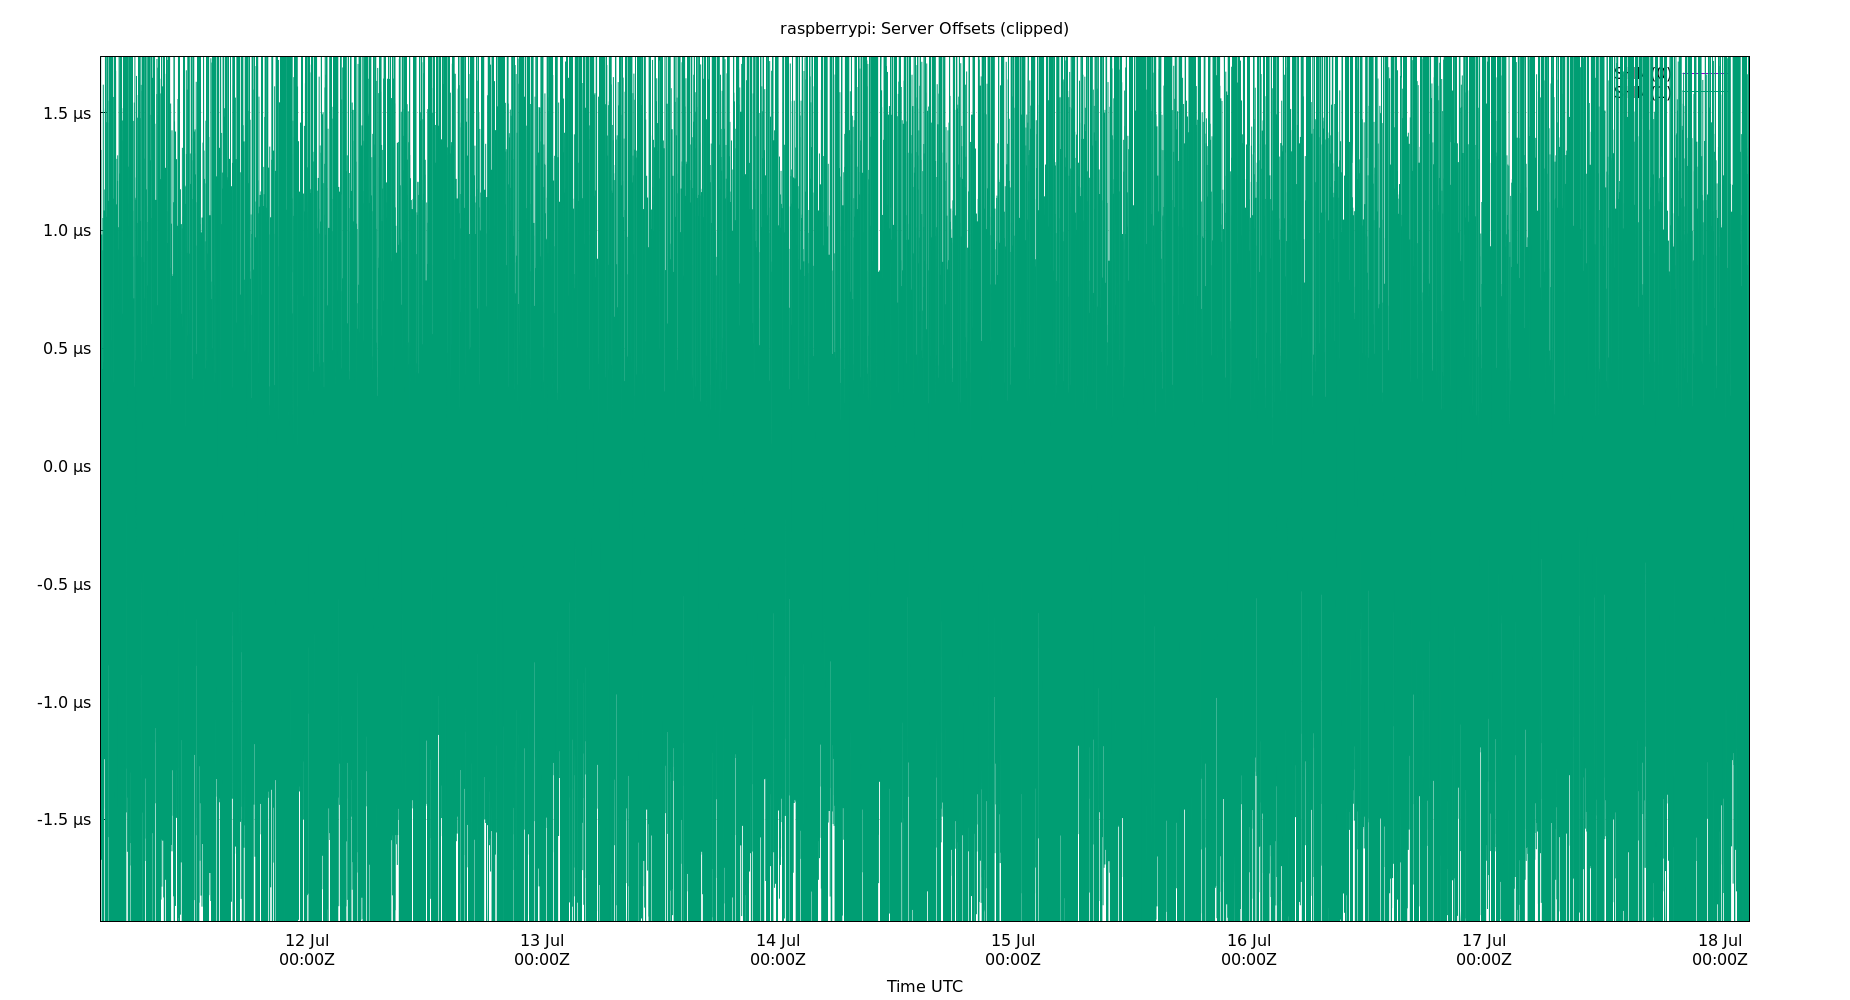 raspberrypi: Server Offsets (clipped)
1.5 µs
1.0 µs
0.5 µs
0.0 µs
-0.5 µs
-1.0 µs
-1.5 µs
12 Jul 13 Jul 14 Jul 15 Jul 16 Jul 17 Jul 18 Jul
00:00Z 00:00Z 00:00Z 00:00Z 00:00Z 00:00Z 00:00Z
Time UTC